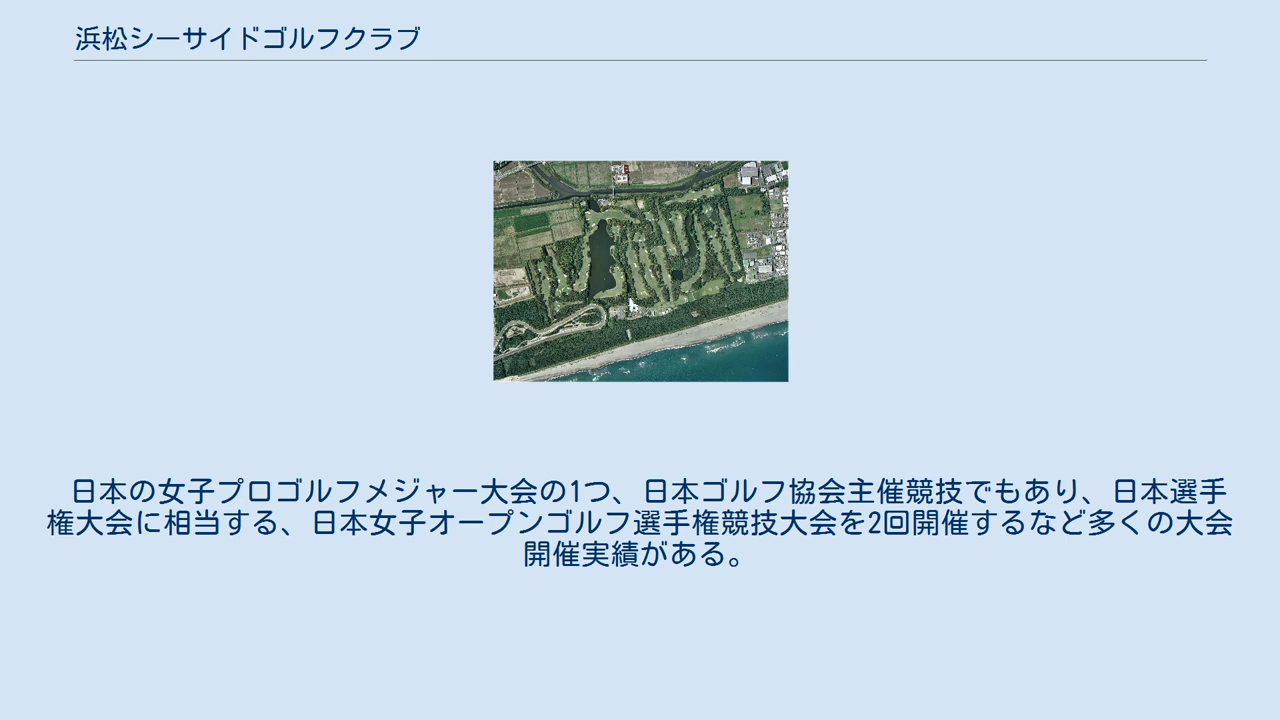 浜松シーサイドゴルフクラブ
日本の女子プロゴルフメジャー大会の1つ、日本ゴルフ協会主催競技でもあり、日本選手
権大会に相当する、日本女子オープンゴルフ選手権競技大会を2回開催するなど多くの大会
開催実績がある。